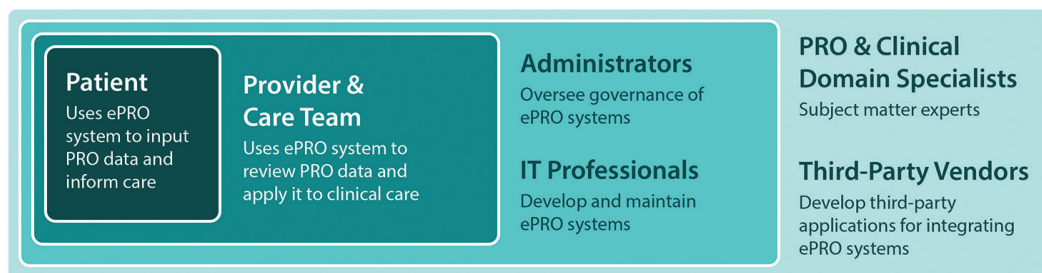 Patient
Uses ePRO
system to input
PRO data and
inform care
Provider &
Care Team
Uses ePRO system to
review PRO data and
apply it to clinical care
Administrators
Oversee governance of
ePRO systems
IT Professionals
Develop and maintain
ePRO systems
PRO & Clinical
Domain Specialists
Subject matter experts
Third-Party Vendors
Develop third-party
applications for integrating
ePRO systems